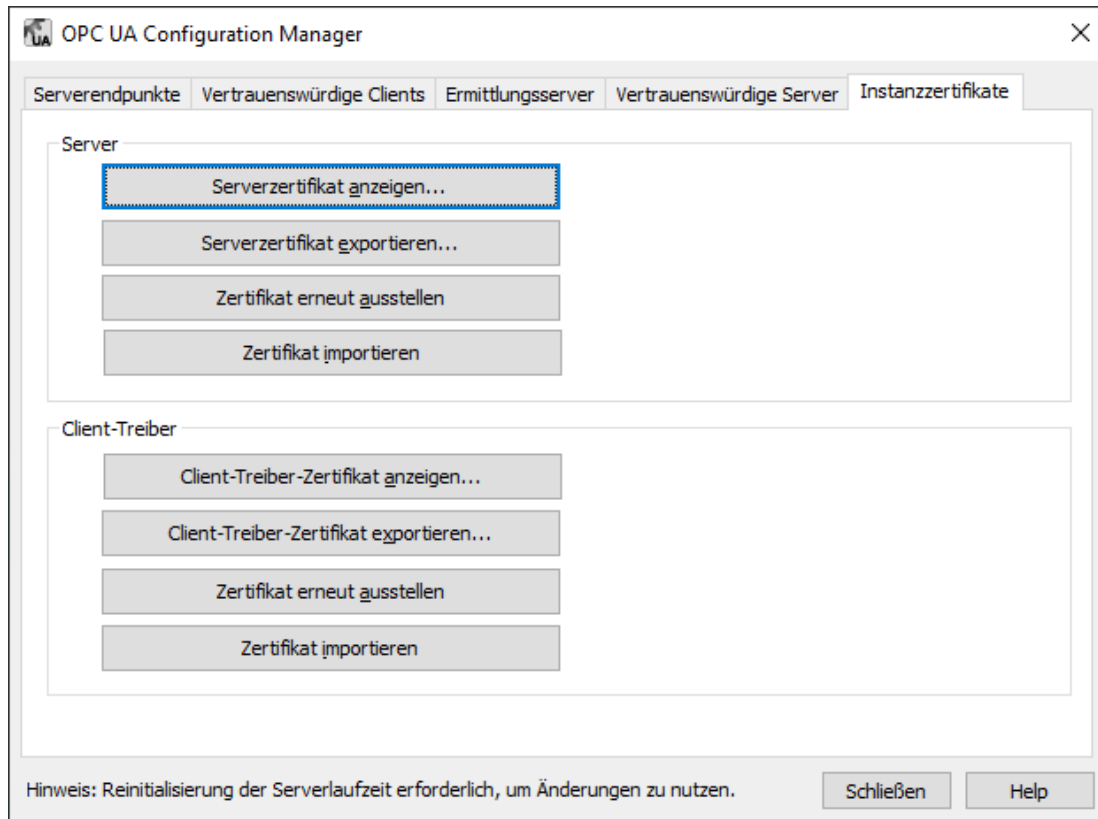 UA OPC UA Configuration Manager
Serverendpunkte Vertrauenswürdige Clients Ermittlungsserver Vertrauenswürdige Server Instanzzertifikate
Server
Serverzertifikat anzeigen...
Serverzertifikat exportieren...
Zertifikat erneut ausstellen
Zertifikat importieren
Client-Treiber
Client-Treiber-Zertifikat anzeigen...
Client-Treiber-Zertifikat exportieren...
Zertifikat erneut ausstellen
Zertifikat importieren
Hinweis: Reinitialisierung der Serverlaufzeit erforderlich, um Änderungen zu nutzen. Schließen Help